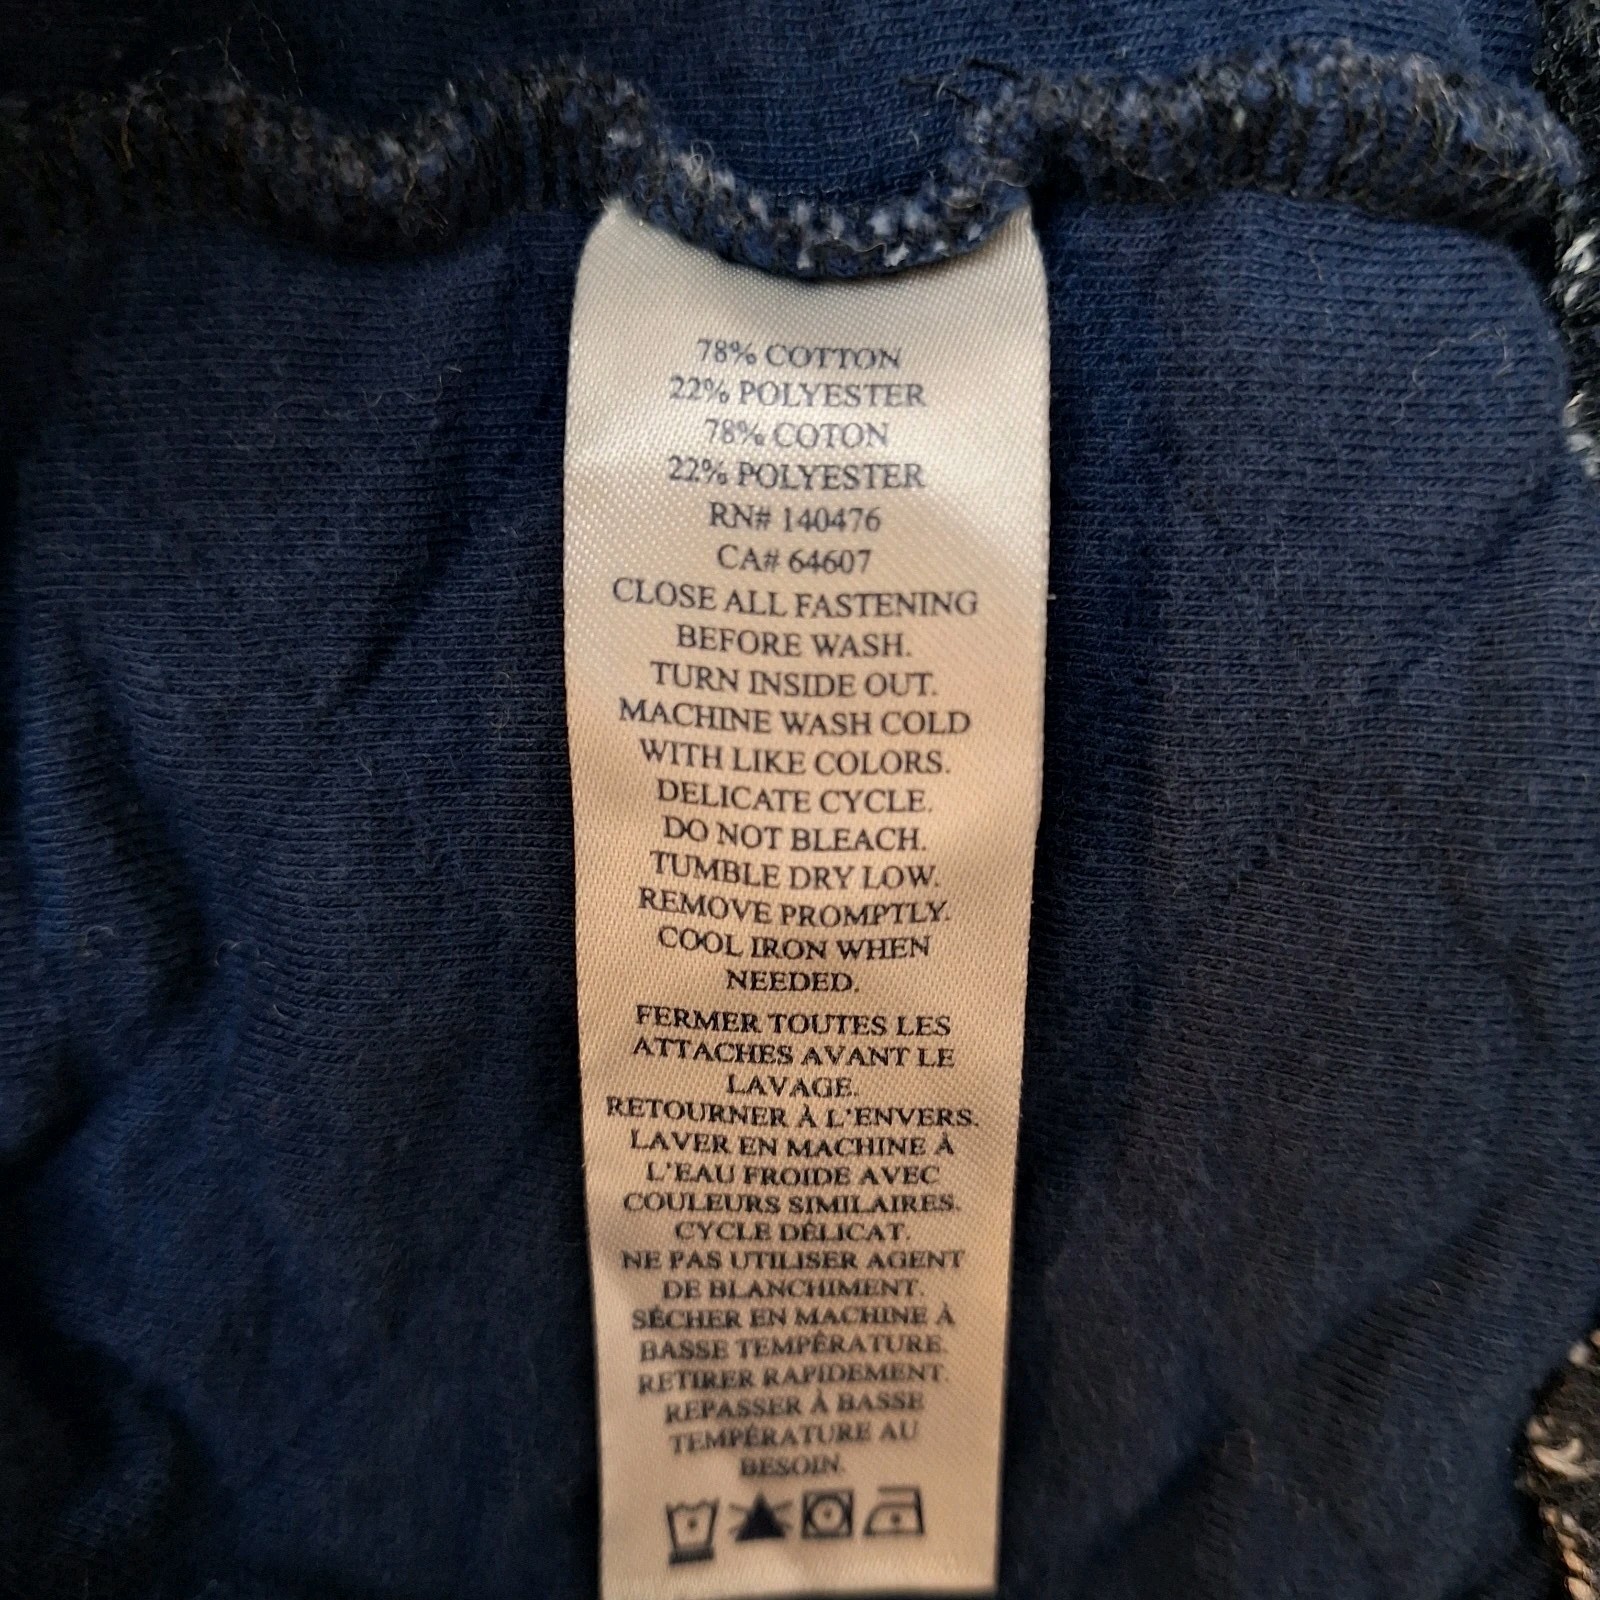 78% COTTON
22% POLYESTER
78% COTON
22% POLYESTER
RN# 140476
CA# 64607
CLOSE ALL FASTENING
BEFORE WASH.
TURN INSIDE OUT.
MACHINE WASH COLD
WITH LIKE COLORS.
DELICATE CYCLE.
DO NOT BLEACH.
TUMBLE DRY LOW.
REMOVE PROMPTLY.
COOL IRON WHEN
NEEDED.
FERMER TOUTES LES
ATTACHES AVANT LE
LAVAGE.
RETOURNER À L'ENVERS.
LAVER EN MACHINE À
L'EAU FROIDE AVEC
COULEURS SIMILAIRES.
CYCLE DÉLICAT.
NE PAS UTILISER AGENT
DE BLANCHIMENT.
SÉCHER EN MACHINE À
BASSE TEMPÉRATURE.
RETIRER RAPIDEMENT.
REPASSER À BASSE
TEMPÉRATURE AU
BESOIN.